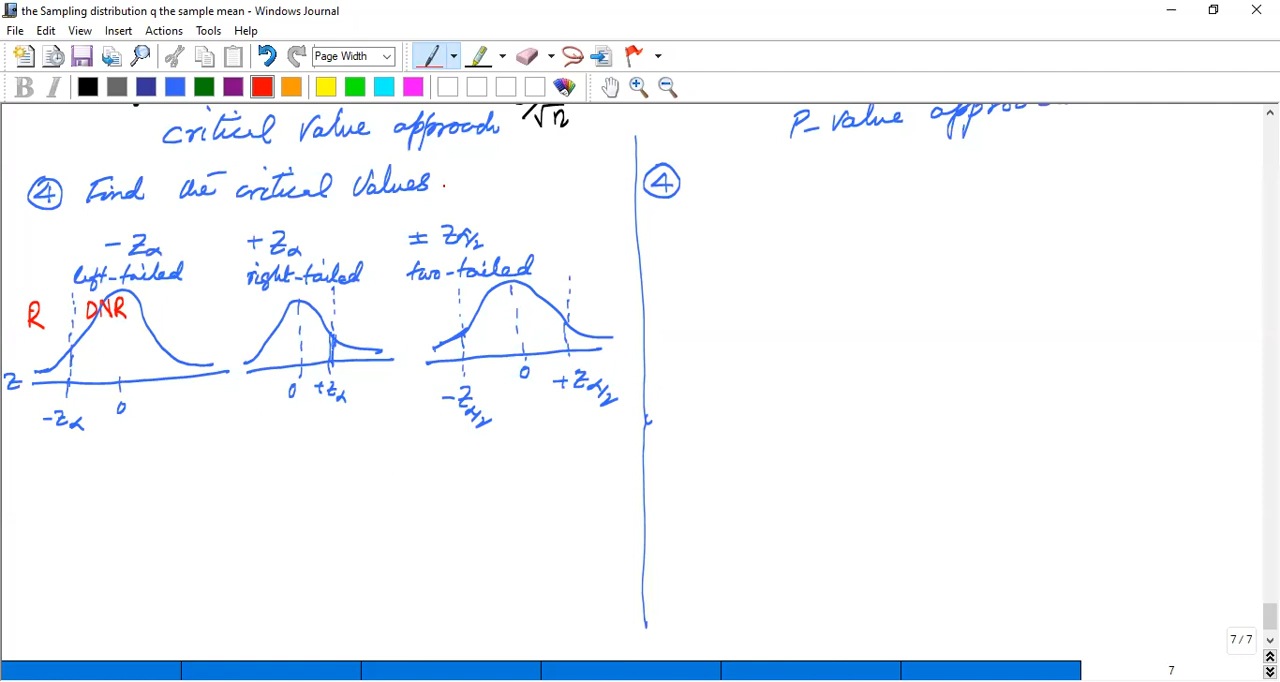 the Sampling distribution q the sample mean - Windows Journal
File Edit View Insert Actions Tools Help
Page Width
B I
critical value approach
√n
P-value approach
④ Find the critical values.
④
-Zα
left-tailed
+Zα
right-tailed
± Zα/2
two-tailed
R DNR
Z
-Zα
0
0
+Zα
-Zα/2
0
+Zα/2
7 / 7
7